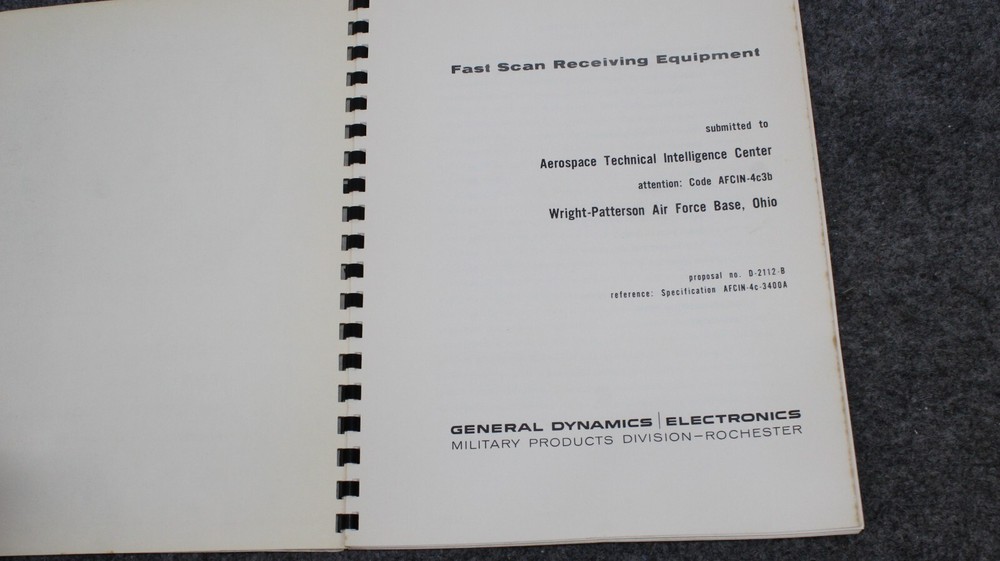 Fast Scan Receiving Equipment
submitted to
Aerospace Technical Intelligence Center
attention: Code AFCIN-4c3b
Wright-Patterson Air Force Base, Ohio
proposal no. D-2112-B
reference: Specification AFCIN-4c-3400A
GENERAL DYNAMICS | ELECTRONICS
MILITARY PRODUCTS DIVISION—ROCHESTER